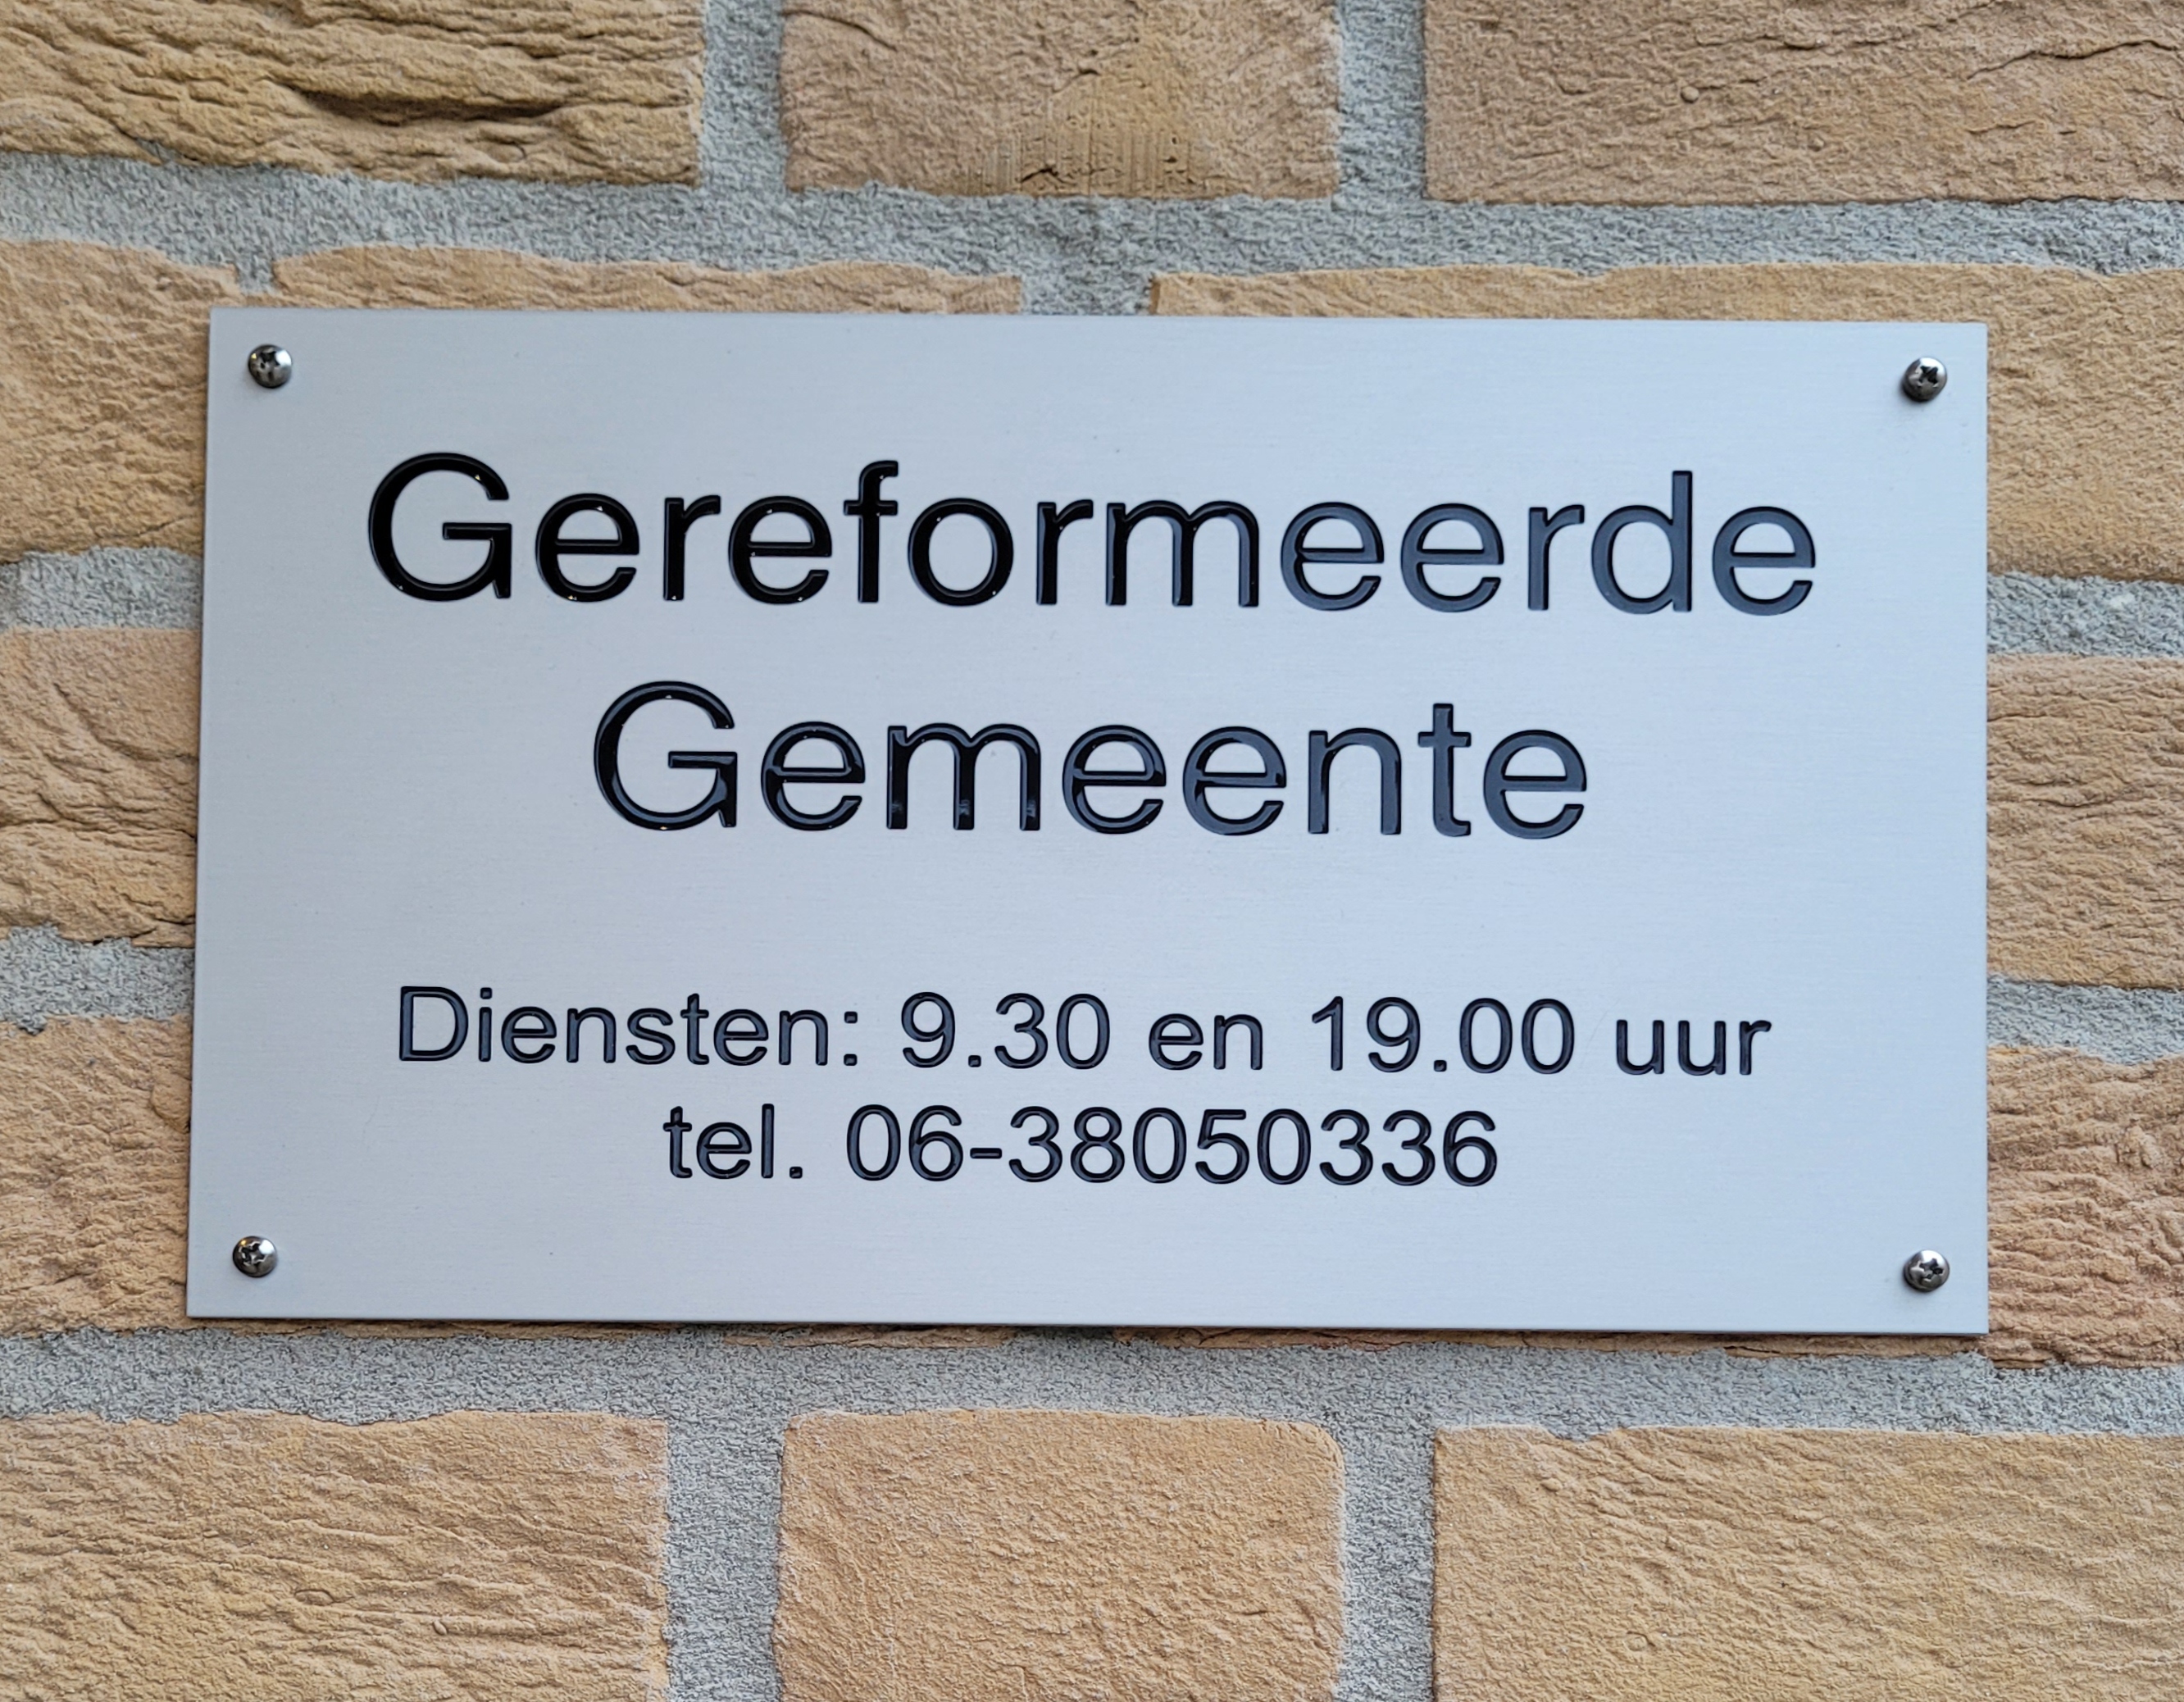 Gereformeerde
Gemeente
Diensten: 9.30 en 19.00 uur
tel. 06-38050336